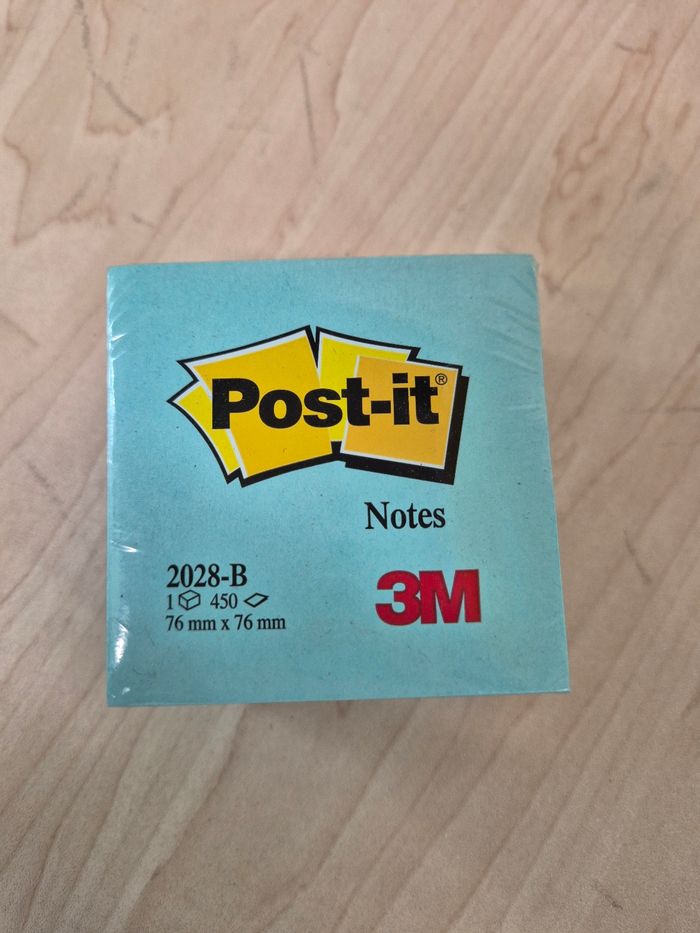 Post-it®
Notes
2028-B
1 450
76 mm x 76 mm
3M